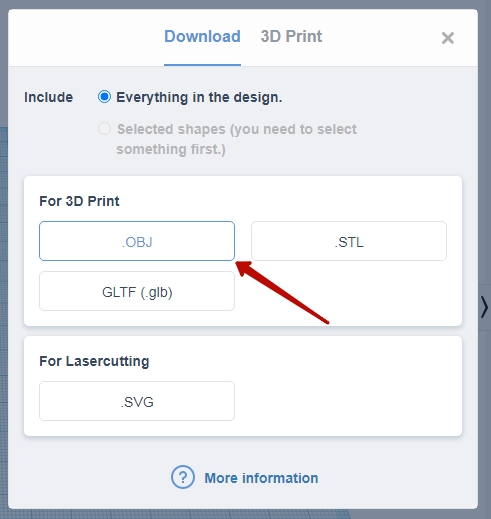 Download 3D Print
Include Everything in the design.
Selected shapes (you need to select
something first.)
For 3D Print
.OBJ .STL
GLTF (.glb)
For Lasercutting
.SVG
? More information